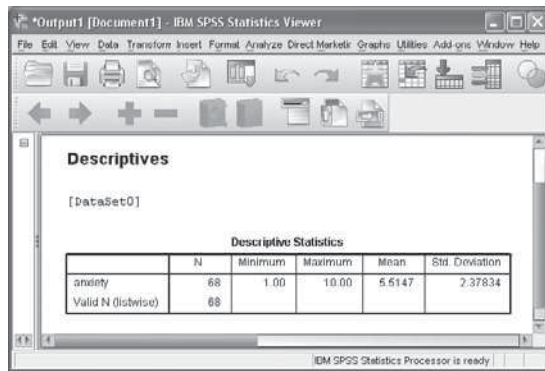 *Output1 [Document1] - IBM SPSS Statistics Viewer
File Edit View Data Transform Insert Format Analyze Direct Marketin Graphs Utilities Add-ons Window Help
Descriptives
[DataSet0]
Descriptive Statistics
N Minimum Maximum Mean Std. Deviation
anxiety 68 1.00 10.00 5.5147 2.37834
Valid N (listwise) 68
IBM SPSS Statistics Processor is ready